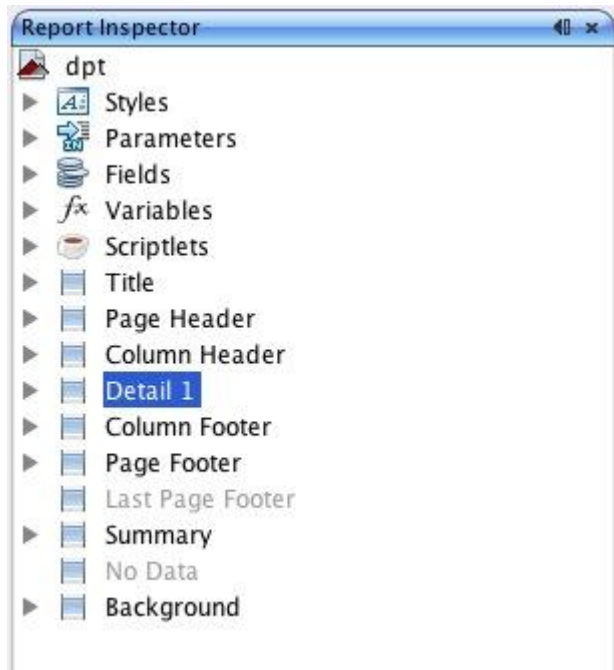 Report Inspector
dpt
Styles
Parameters
Fields
fx Variables
Scriptlets
Title
Page Header
Column Header
Detail 1
Column Footer
Page Footer
Last Page Footer
Summary
No Data
Background